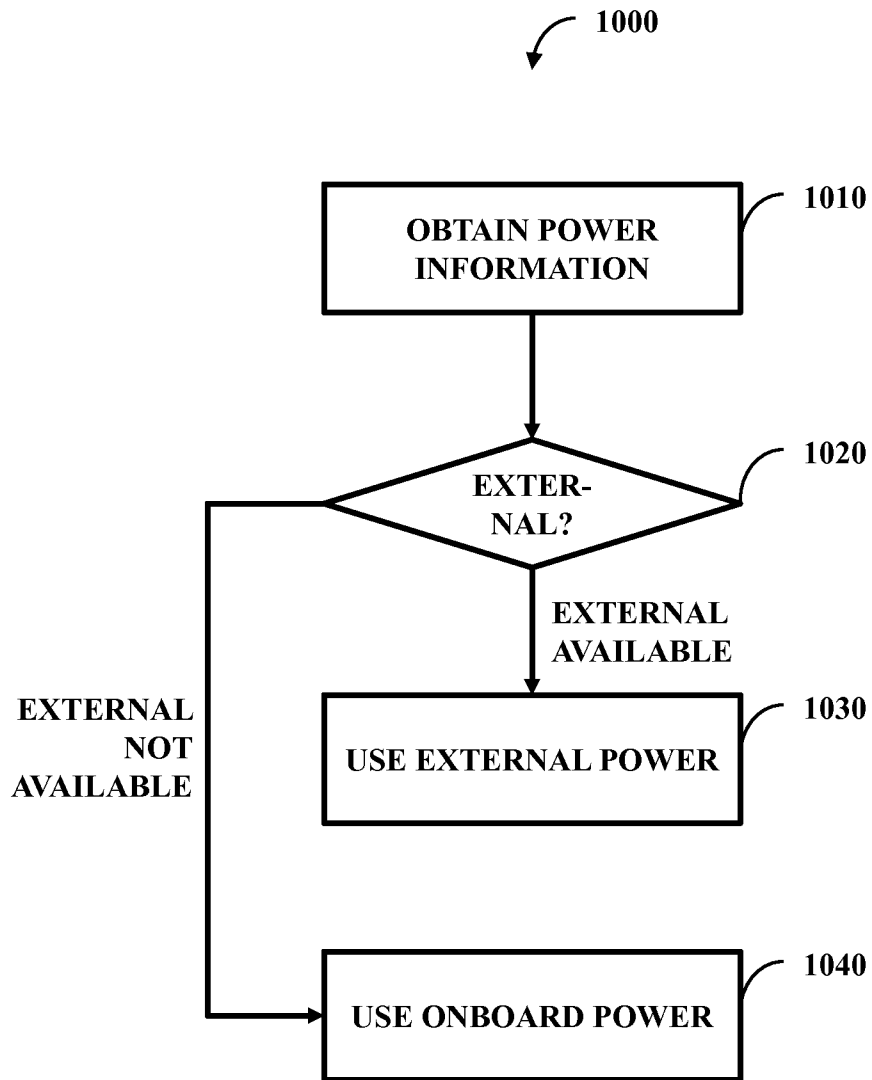 1000
1010
OBTAIN POWER
INFORMATION
1020
EXTER-
NAL?
EXTERNAL
AVAILABLE
EXTERNAL
NOT
AVAILABLE
1030
USE EXTERNAL POWER
1040
USE ONBOARD POWER